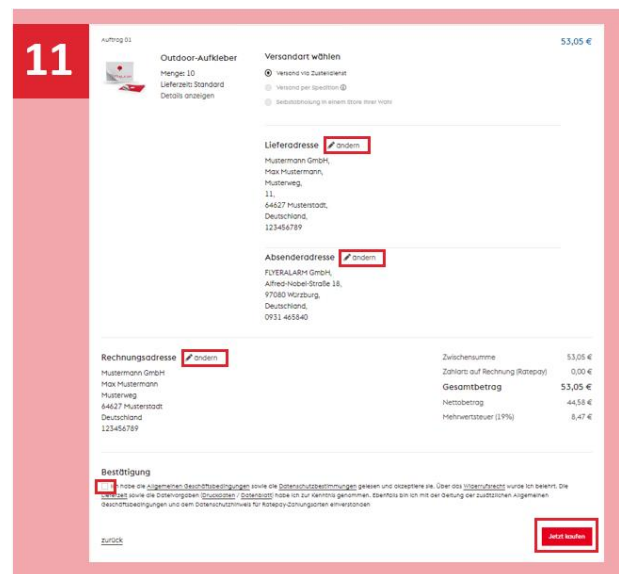 11
Auftrag 01
53,05 €
Outdoor-Aufkleber
Menge: 10
Lieferzeit: Standard
Details anzeigen
Versandart wählen
Versand via Zustelldienst
Versand per Spedition
Selbstabholung in einem Store Ihrer Wahl
Lieferadresse ändern
Mustermann GmbH,
Max Mustermann,
Musterweg,
11,
64627 Musterstadt,
Deutschland,
123456789
Absenderadresse ändern
FLYERALARM GmbH,
Alfred-Nobel-Straße 18,
97080 Würzburg,
Deutschland,
0931 465840
Rechnungsadresse ändern
Mustermann GmbH
Max Mustermann
Musterweg
64627 Musterstadt
Deutschland
123456789
Zwischensumme 53,05 €
Zahlart: auf Rechnung (Ratepay) 0,00 €
Gesamtbetrag 53,05 €
Nettobetrag 44,58 €
Mehrwertsteuer (19%) 8,47 €
Bestätigung
Ich habe die Allgemeinen Geschäftsbedingungen sowie die Datenschutzbestimmungen gelesen und akzeptiere sie. Über das Widerrufsrecht wurde ich belehrt. Die
Lieferzeit sowie die Datenvorgaben (Druckdaten / Datenblatt) habe ich zur Kenntnis genommen. Ebenfalls bin ich mit der Geltung der zusätzlichen Allgemeinen
Geschäftsbedingungen und dem Datenschutzhinweis für Ratepay-Zahlungsarten einverstanden
zurück
Jetzt kaufen